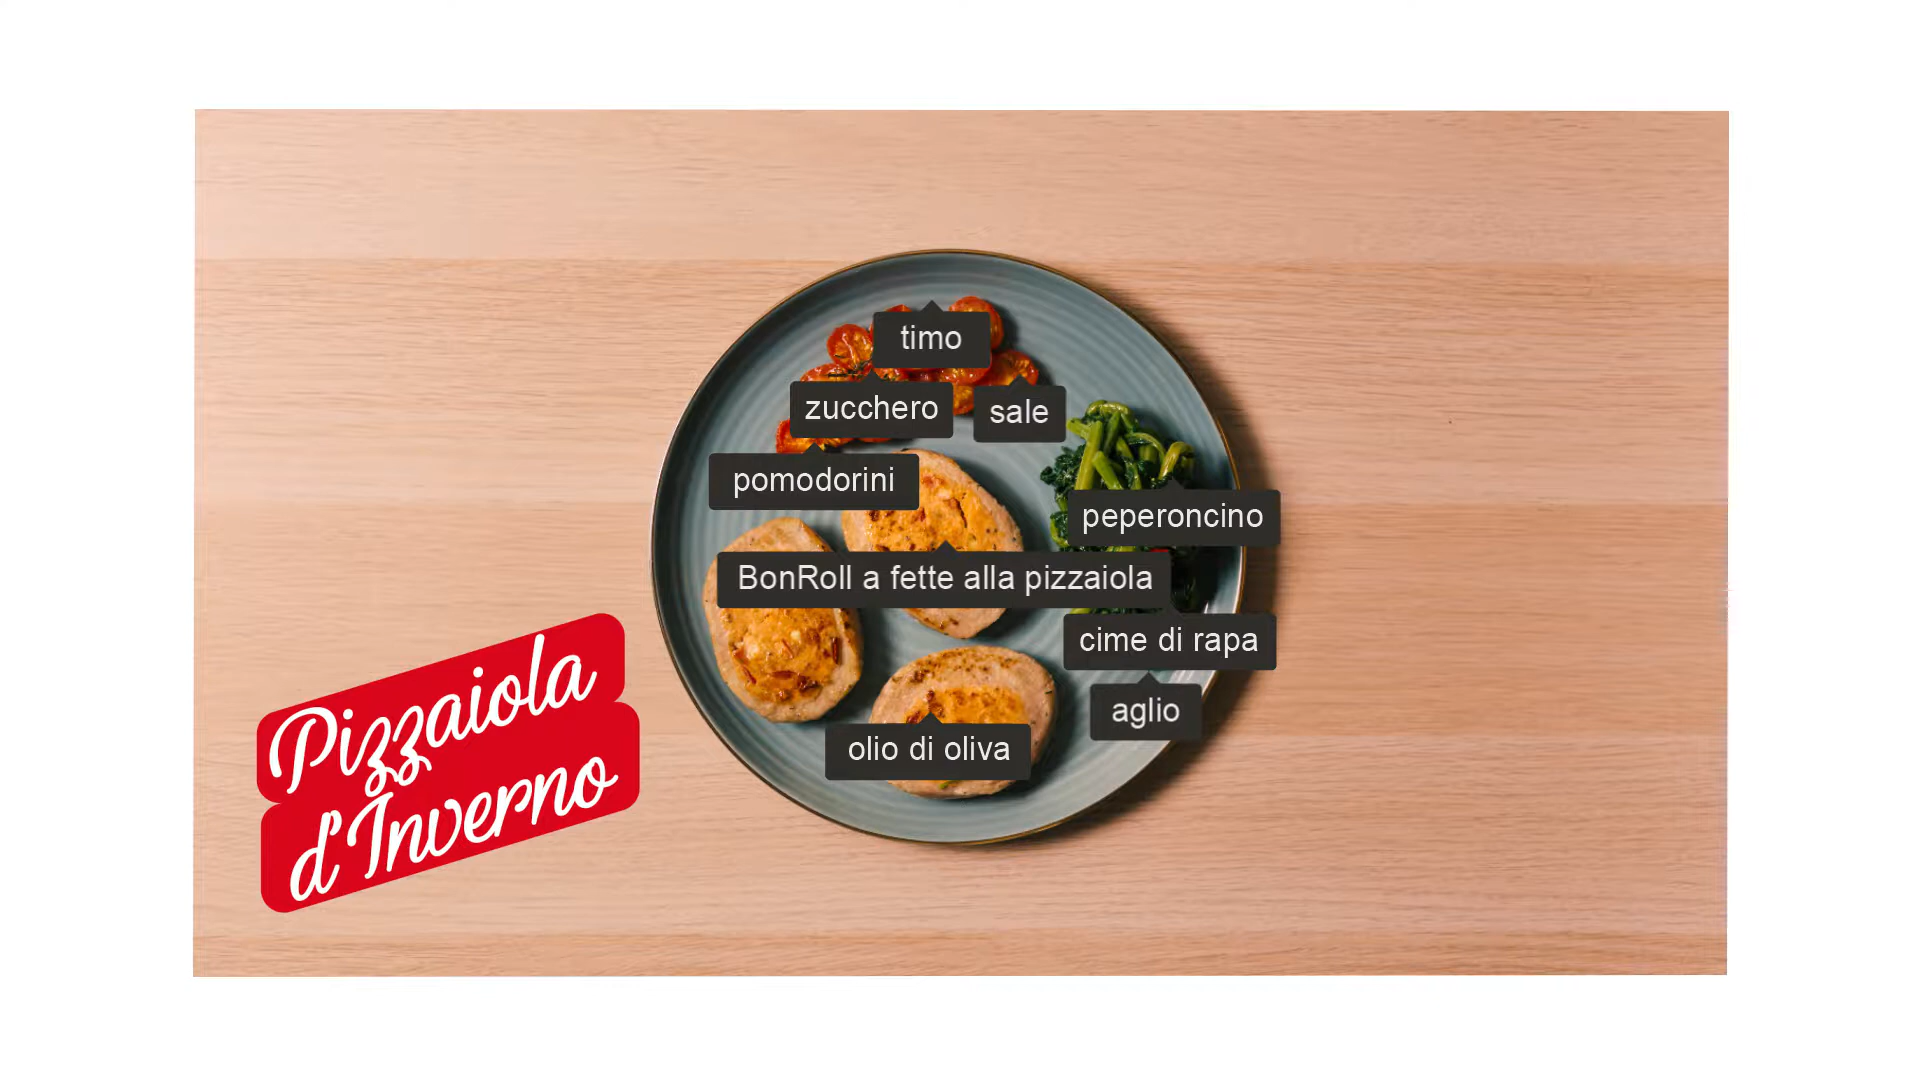 timo
zucchero
sale
pomodorini
peperoncino
BonRoll a fette alla pizzaiola
cime di rapa
aglio
olio di oliva
Pizzaiola
d'Inverno